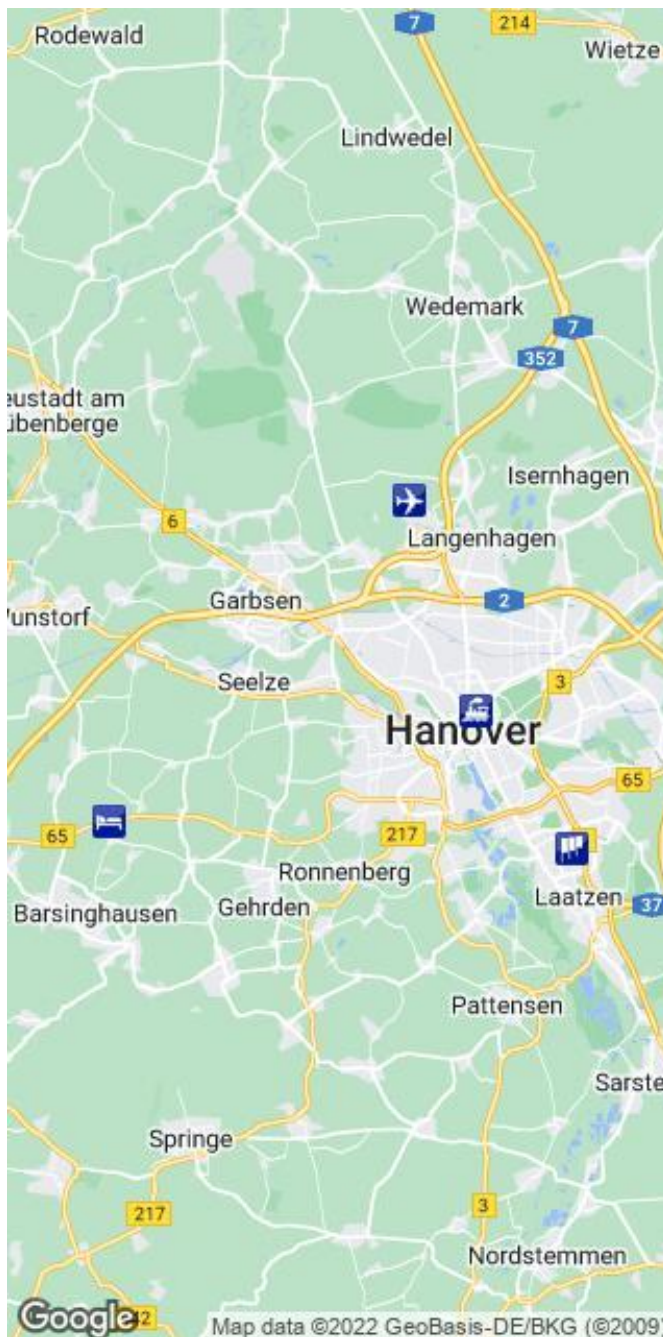 7
214
Rodewald
Wietze
Lindwedel
Wedemark
7
352
eustadt am
übenberge
Isernhagen
6
Langenhagen
Garbsen
2
unstorf
Seelze
3
Hanover
65
65
217
Ronnenberg
Laatzen
Barsinghausen
Gehrden
37
Pattensen
Sarste
Springe
217
3
Nordstemmen
Google
42
Map data ©2022 GeoBasis-DE/BKG (©2009